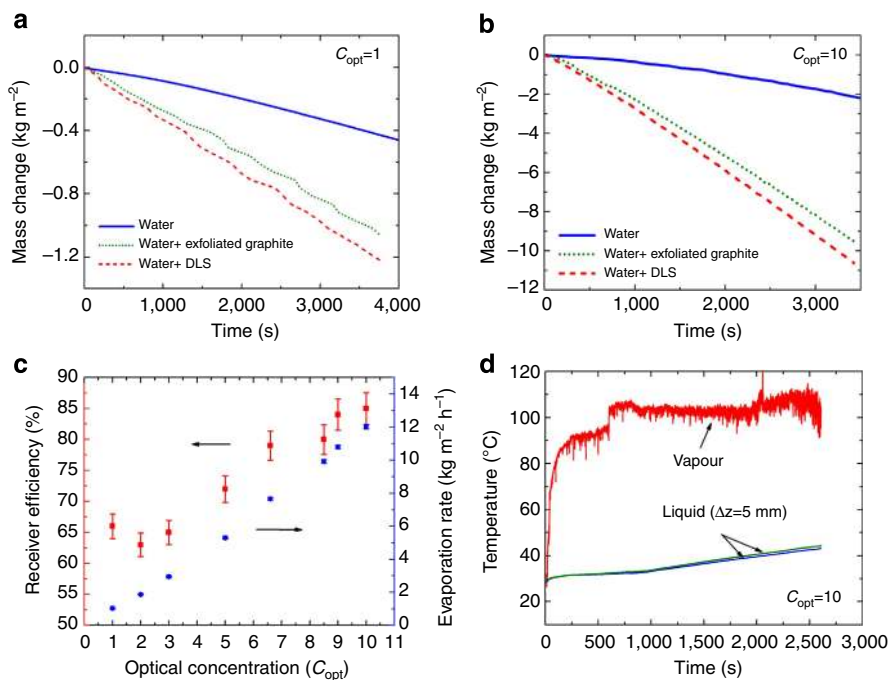 a
0.0
–0.4
–0.8
–1.2
Mass change (kg m–2)
C opt=1
Water
Water+ exfoliated graphite
Water+ DLS
0
1,000
2,000
3,000
4,000
Time (s)
b
0
–2
–4
–6
–8
–10
–12
Mass change (kg m–2)
C opt=10
Water
Water+ exfoliated graphite
Water+ DLS
0
1,000
2,000
3,000
Time (s)
c
90
85
80
75
70
65
60
55
50
Receiver efficiency (%)
14
12
10
8
6
4
2
0
Evaporation rate (kg m–2 h–1)
0 1 2 3 4 5 6 7 8 9 10 11
Optical concentration (C opt)
d
120
100
80
60
40
20
Temperature (°C)
Vapour
Liquid (Δz=5 mm)
C opt=10
0
500
1,000
1,500
2,000
2,500
3,000
Time (s)